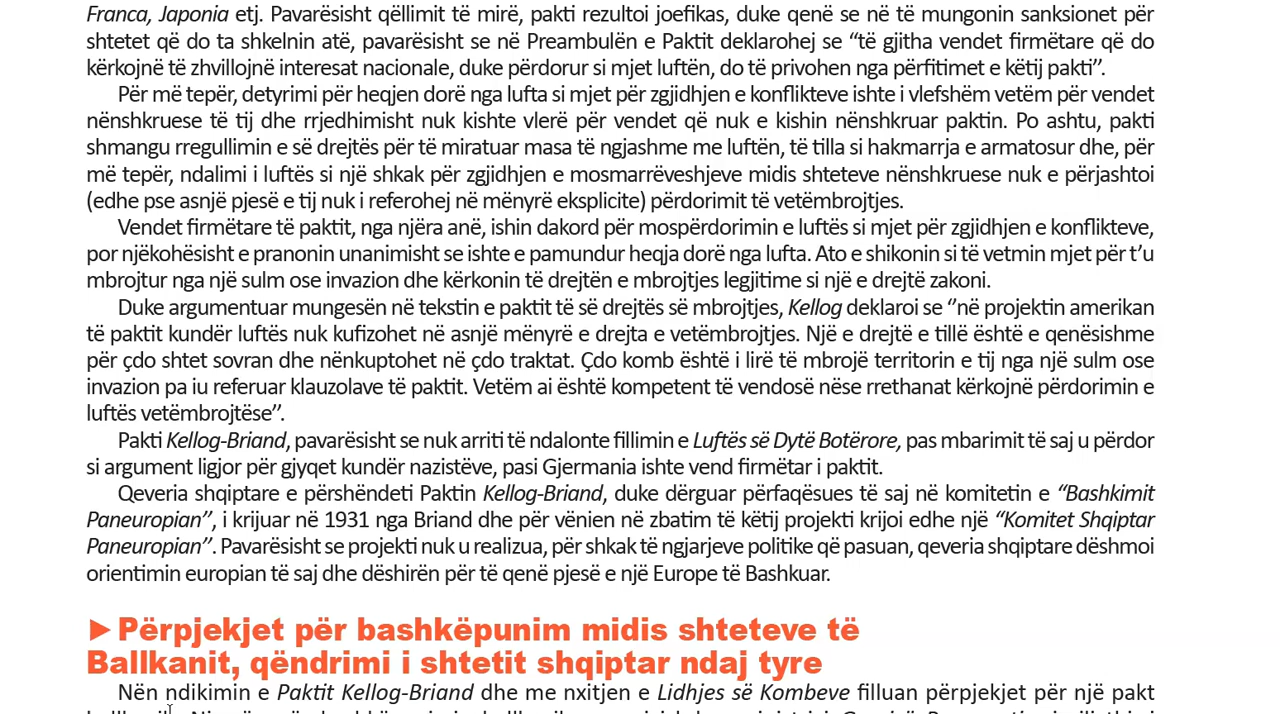 Franca, Japonia etj. Pavarësisht qëllimit të mirë, pakti rezultoi joefikas, duke qenë se në të mungonin sanksionet për
shtetet që do ta shkelnin atë, pavarësisht se në Preambulën e Paktit deklarohej se “të gjitha vendet firmëtare që do
kërkojnë të zhvillojnë interesat nacionale, duke përdorur si mjet luftën, do të privohen nga përfitimet e këtij pakti”.
Për më tepër, detyrimi për heqjen dorë nga lufta si mjet për zgjidhjen e konflikteve ishte i vlefshëm vetëm për vendet
nënshkruese të tij dhe rrjedhimisht nuk kishte vlerë për vendet që nuk e kishin nënshkruar paktin. Po ashtu, pakti
shmangu rregullimin e së drejtës për të miratuar masa të ngjashme me luftën, të tilla si hakmarrja e armatosur dhe, për
më tepër, ndalimi i luftës si një shkak për zgjidhjen e mosmarrëveshjeve midis shteteve nënshkruese nuk e përjashtoi
(edhe pse asnjë pjesë e tij nuk i referohej në mënyrë eksplicite) përdorimit të vetëmbrojtjes.
Vendet firmëtare të paktit, nga njëra anë, ishin dakord për mospërdorimin e luftës si mjet për zgjidhjen e konflikteve,
por njëkohësisht e pranonin unanimisht se ishte e pamundur heqja dorë nga lufta. Ato e shikonin si të vetmin mjet për t’u
mbrojtur nga një sulm ose invazion dhe kërkonin të drejtën e mbrojtjes legjitime si një e drejtë zakoni.
Duke argumentuar mungesën në tekstin e paktit të së drejtës së mbrojtjes, Kellog deklaroi se “në projektin amerikan
të paktit kundër luftës nuk kufizohet në asnjë mënyrë e drejta e vetëmbrojtjes. Një e drejtë e tillë është e qenësishme
për çdo shtet sovran dhe nënkuptohet në çdo traktat. Çdo komb është i lirë të mbrojë territorin e tij nga një sulm ose
invazion pa iu referuar klauzolave të paktit. Vetëm ai është kompetent të vendosë nëse rrethanat kërkojnë përdorimin e
luftës vetëmbrojtëse”.
Pakti Kellog-Briand, pavarësisht se nuk arriti të ndalonte fillimin e Luftës së Dytë Botërore, pas mbarimit të saj u përdor
si argument ligjor për gjyqet kundër nazistëve, pasi Gjermania ishte vend firmëtar i paktit.
Qeveria shqiptare e përshëndeti Paktin Kellog-Briand, duke dërguar përfaqësues të saj në komitetin e “Bashkimit
Paneuropian”, i krijuar në 1931 nga Briand dhe për vënien në zbatim të këtij projekti krijoi edhe një “Komitet Shqiptar
Paneuropian”. Pavarësisht se projekti nuk u realizua, për shkak të ngjarjeve politike që pasuan, qeveria shqiptare dëshmoi
orientimin europian të saj dhe dëshirën për të qenë pjesë e një Europe të Bashkuar.
►Përpjekjet për bashkëpunim midis shteteve të
Ballkanit, qëndrimi i shtetit shqiptar ndaj tyre
Nën ndikimin e Paktit Kellog-Briand dhe me nxitjen e Lidhjes së Kombeve filluan përpjekjet për një pakt